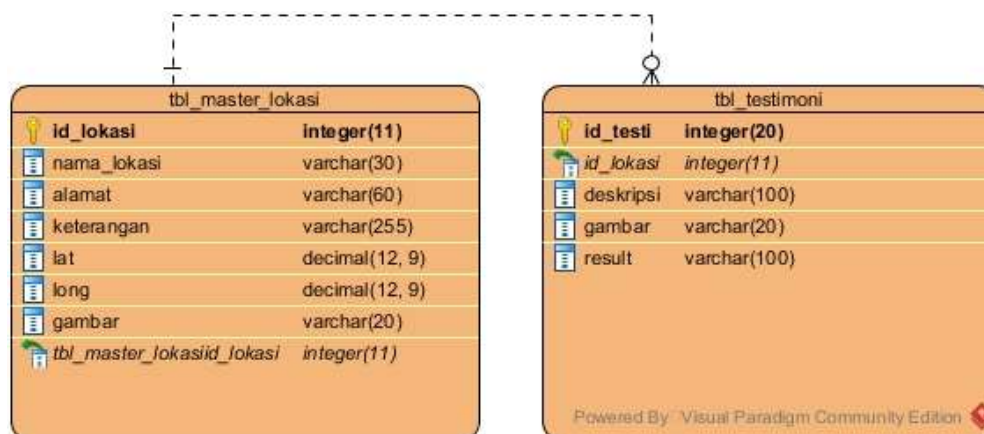 tbl_master_lokasi
id_lokasi integer(11)
nama_lokasi varchar(30)
alamat varchar(60)
keterangan varchar(255)
lat decimal(12, 9)
long decimal(12, 9)
gambar varchar(20)
tbl_master_lokasiid_lokasi integer(11)
tbl_testimoni
id_testi integer(20)
id_lokasi integer(11)
deskripsi varchar(100)
gambar varchar(20)
result varchar(100)
Powered By Visual Paradigm Community Edition